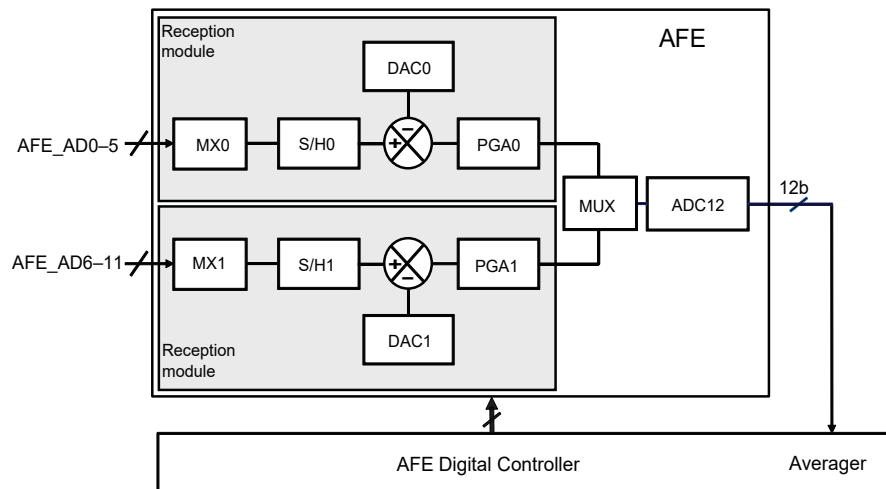 Reception
module
AFE
DAC0
AFE_AD0–5
MX0
S/H0
−
+
PGA0
MUX
ADC12
12b
AFE_AD6–11
MX1
S/H1
+
−
PGA1
DAC1
Reception
module
AFE Digital Controller
Averager